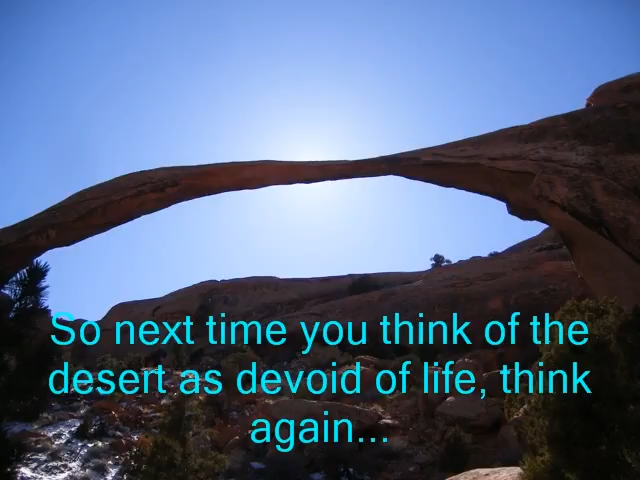 So next time you think of the
desert as devoid of life, think
again...